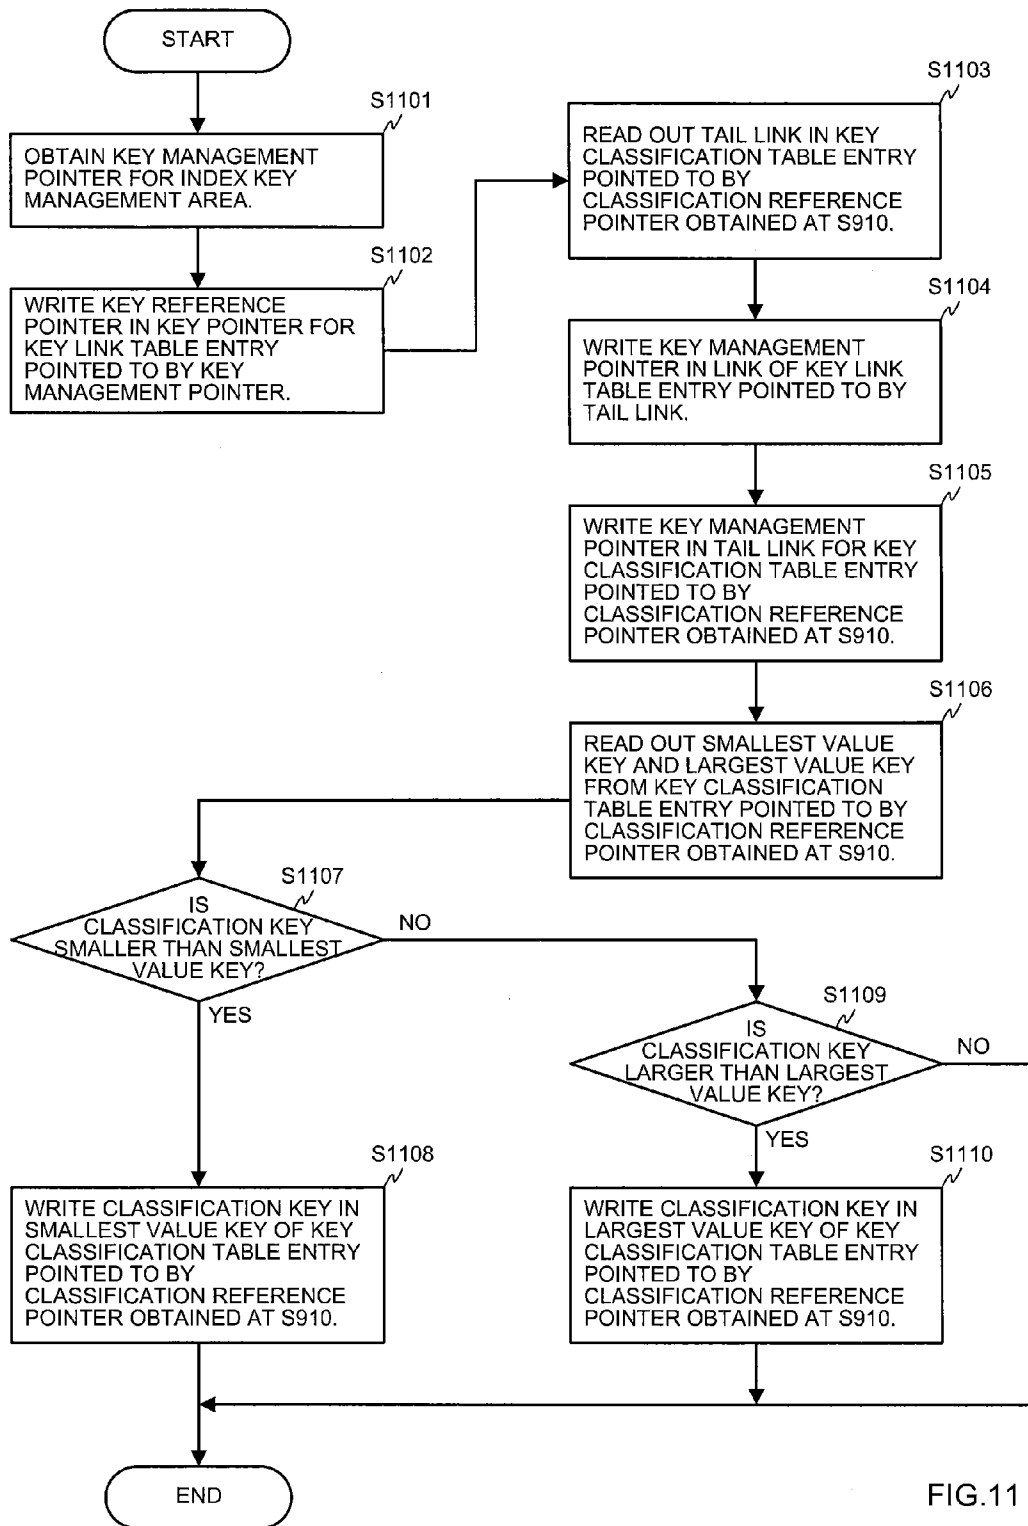 START
S1101
OBTAIN KEY MANAGEMENT
POINTER FOR INDEX KEY
MANAGEMENT AREA.
S1102
WRITE KEY REFERENCE
POINTER IN KEY POINTER FOR
KEY LINK TABLE ENTRY
POINTED TO BY KEY
MANAGEMENT POINTER.
S1103
READ OUT TAIL LINK IN KEY
CLASSIFICATION TABLE ENTRY
POINTED TO BY
CLASSIFICATION REFERENCE
POINTER OBTAINED AT S910.
S1104
WRITE KEY MANAGEMENT
POINTER IN LINK OF KEY LINK
TABLE ENTRY POINTED TO BY
TAIL LINK.
S1105
WRITE KEY MANAGEMENT
POINTER IN TAIL LINK FOR KEY
CLASSIFICATION TABLE ENTRY
POINTED TO BY
CLASSIFICATION REFERENCE
POINTER OBTAINED AT S910.
S1106
READ OUT SMALLEST VALUE
KEY AND LARGEST VALUE KEY
FROM KEY CLASSIFICATION
TABLE ENTRY POINTED TO BY
CLASSIFICATION REFERENCE
POINTER OBTAINED AT S910.
S1107
IS
CLASSIFICATION KEY
SMALLER THAN SMALLEST
VALUE KEY?
NO
YES
S1108
WRITE CLASSIFICATION KEY IN
SMALLEST VALUE KEY OF KEY
CLASSIFICATION TABLE ENTRY
POINTED TO BY
CLASSIFICATION REFERENCE
POINTER OBTAINED AT S910.
S1109
IS
CLASSIFICATION KEY
LARGER THAN LARGEST
VALUE KEY?
NO
YES
S1110
WRITE CLASSIFICATION KEY IN
LARGEST VALUE KEY OF KEY
CLASSIFICATION TABLE ENTRY
POINTED TO BY
CLASSIFICATION REFERENCE
POINTER OBTAINED AT S910.
END
FIG.11